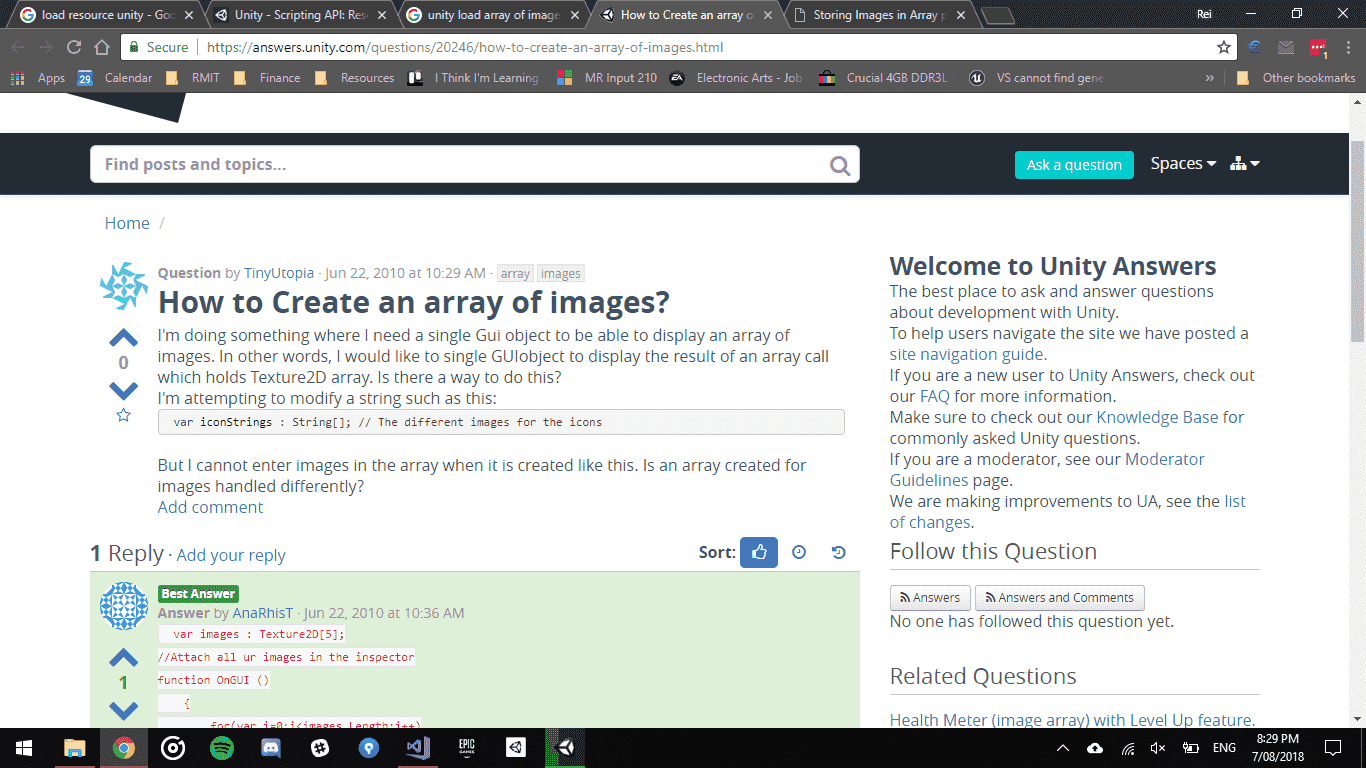 load resource unity - Goo
Unity - Scripting API: Res
unity load array of image
How to Create an array o
Storing Images in Array p
Rei
Secure
https://answers.unity.com/questions/20246/how-to-create-an-array-of-images.html
Apps
29
Calendar
RMIT
Finance
Resources
I Think I'm Learning
MR Input 210
Electronic Arts - Job
Crucial 4GB DDR3L
VS cannot find gene
»
Other bookmarks
Find posts and topics...
Ask a question
Spaces
Home /
Question by TinyUtopia · Jun 22, 2010 at 10:29 AM · array images
How to Create an array of images?
0
I'm doing something where I need a single Gui object to be able to display an array of
images. In other words, I would like to single GUIobject to display the result of an array call
which holds Texture2D array. Is there a way to do this?
I'm attempting to modify a string such as this:
var iconStrings : String[]; // The different images for the icons
But I cannot enter images in the array when it is created like this. Is an array created for
images handled differently?
Add comment
1 Reply · Add your reply
Sort:
Best Answer
Answer by AnaRhisT · Jun 22, 2010 at 10:36 AM
1
var images : Texture2D[5];
//Attach all ur images in the inspector
function OnGUI ()
{
for(var i=0;i<images.Length;i++)
Welcome to Unity Answers
The best place to ask and answer questions
about development with Unity.
To help users navigate the site we have posted a
site navigation guide.
If you are a new user to Unity Answers, check out
our FAQ for more information.
Make sure to check out our Knowledge Base for
commonly asked Unity questions.
If you are a moderator, see our Moderator
Guidelines page.
We are making improvements to UA, see the list
of changes.
Follow this Question
Answers
Answers and Comments
No one has followed this question yet.
Related Questions
Health Meter (image array) with Level Up feature.
EPIC
GAMES
ENG
8:29 PM
7/08/2018